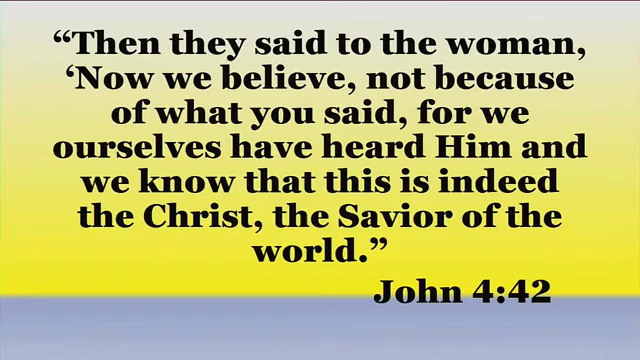 “Then they said to the woman,
‘Now we believe, not because
of what you said, for we
ourselves have heard Him and
we know that this is indeed
the Christ, the Savior of the
world.”
John 4:42